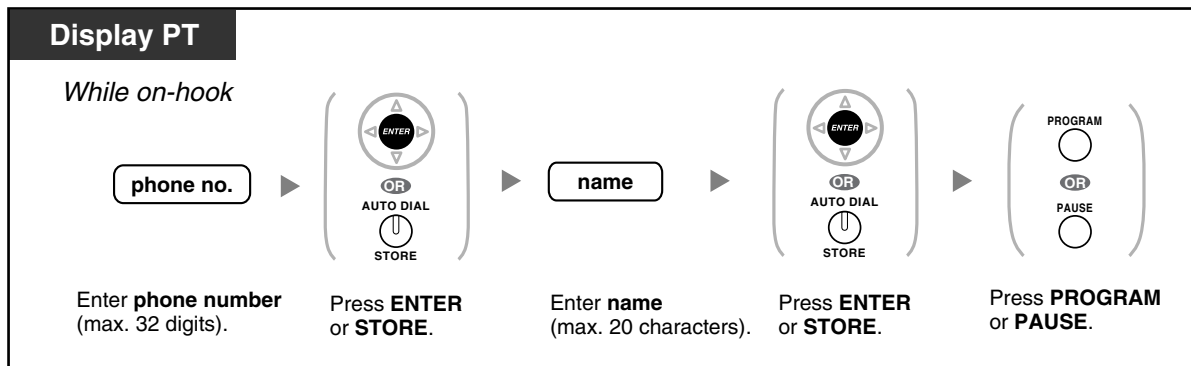 Display PT
While on-hook
phone no.
ENTER
OR
AUTO DIAL
STORE
name
ENTER
OR
AUTO DIAL
STORE
PROGRAM
OR
PAUSE
Enter phone number
(max. 32 digits).
Press ENTER
or STORE.
Enter name
(max. 20 characters).
Press ENTER
or STORE.
Press PROGRAM
or PAUSE.